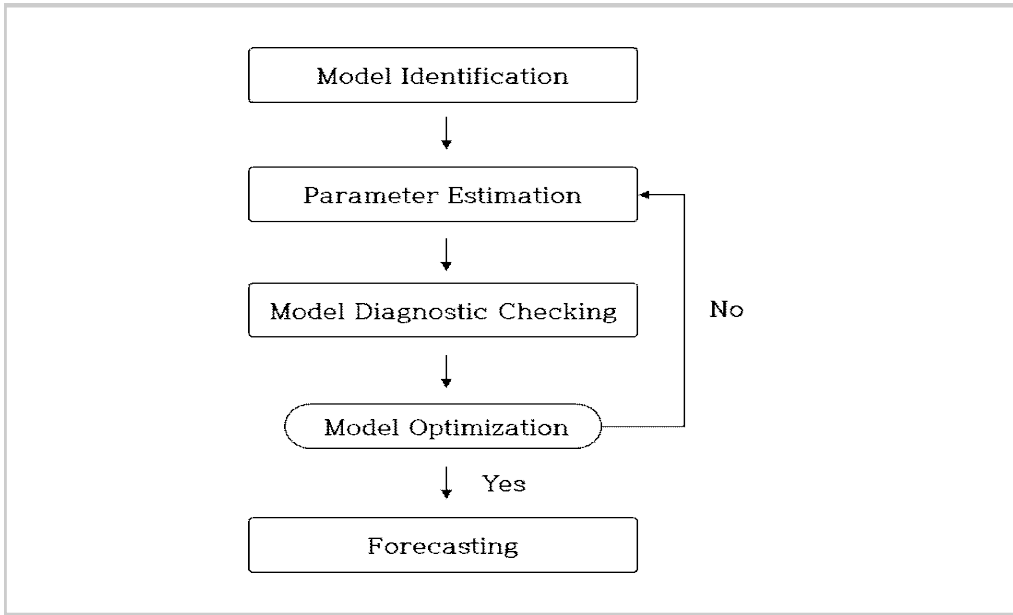 Model Identification
Parameter Estimation
Model Diagnostic Checking
No
Model Optimization
Yes
Forecasting